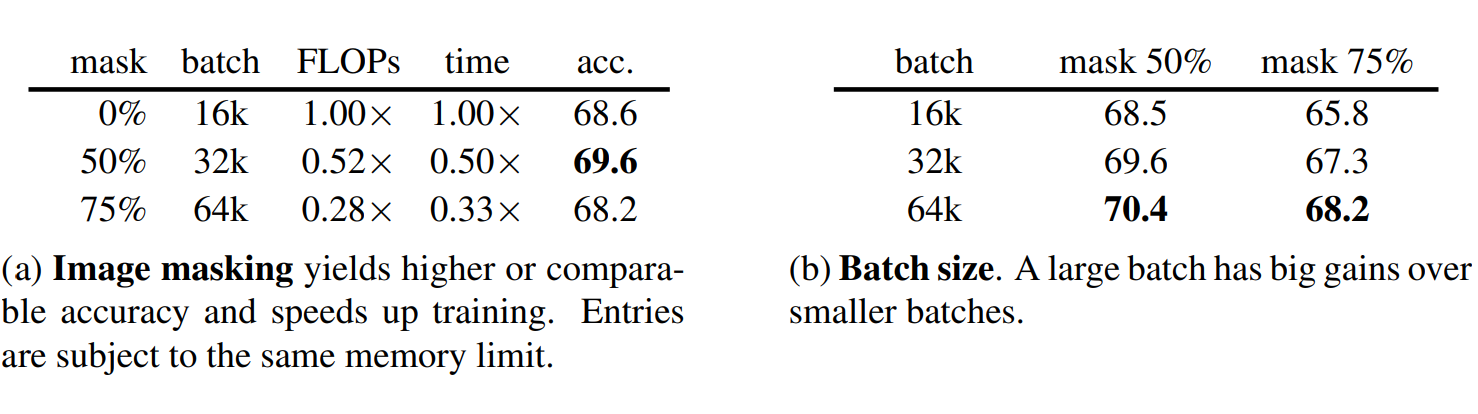 mask batch FLOPs time acc.
0% 16k 1.00× 1.00× 68.6
50% 32k 0.52× 0.50× 69.6
75% 64k 0.28× 0.33× 68.2
(a) Image masking yields higher or compara-
ble accuracy and speeds up training. Entries
are subject to the same memory limit.
batch mask 50% mask 75%
16k 68.5 65.8
32k 69.6 67.3
64k 70.4 68.2
(b) Batch size. A large batch has big gains over
smaller batches.